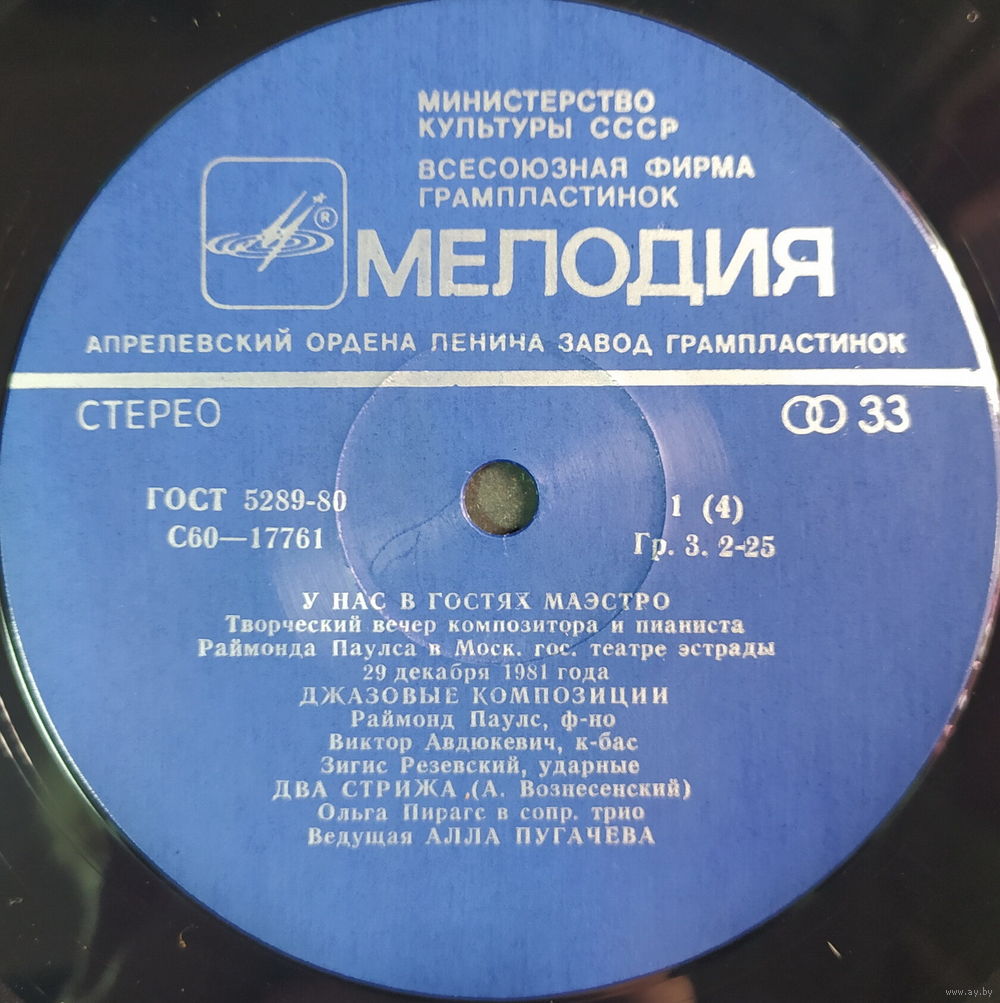 МИНИСТЕРСТВО
КУЛЬТУРЫ СССР
ВСЕСОЮЗНАЯ ФИРМА
ГРАМПЛАСТИНОК
®
МЕЛОДИЯ
АПРЕЛЕВСКИЙ ОРДЕНА ЛЕНИНА ЗАВОД ГРАМПЛАСТИНОК
СТЕРЕО
33
ГОСТ 5289-80
1 (4)
С60—17761
Гр. 3. 2-25
У НАС В ГОСТЯХ МАЭСТРО
Творческий вечер композитора и пианиста
Раймонда Паулса в Моск. гос. театре эстрады
29 декабря 1981 года
ДЖАЗОВЫЕ КОМПОЗИЦИИ
Раймонд Паулс, ф-но
Виктор Авдюкевич, к-бас
Зигис Резевский, ударные
ДВА СТРИЖА (А. Вознесенский)
Ольга Пирагс в сопр. трио
Ведущая АЛЛА ПУГАЧЕВА
www.ay.by